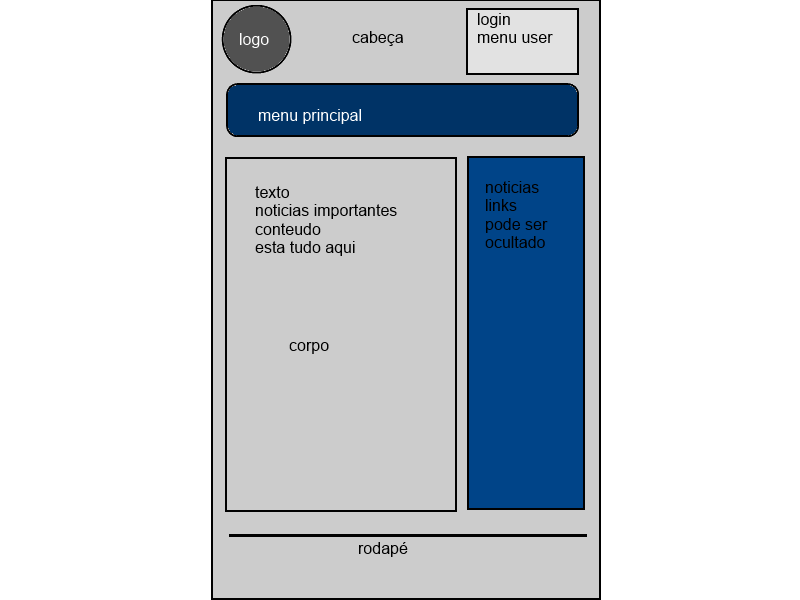 logo
cabeça
login
menu user
menu principal
texto
noticias importantes
conteudo
esta tudo aqui
corpo
noticias
links
pode ser
ocultado
rodapé